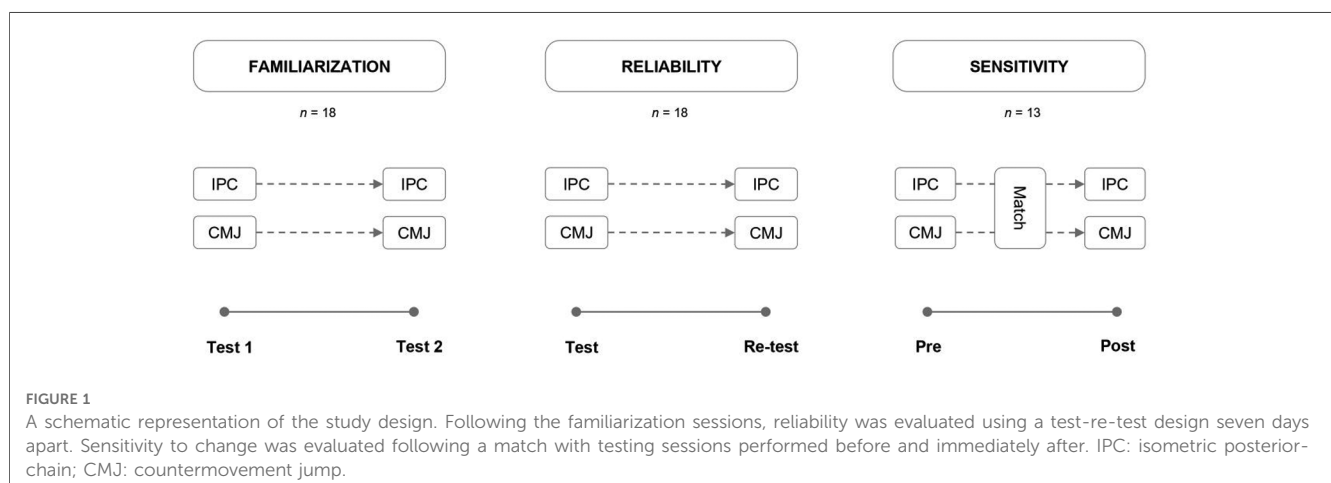 FAMILIARIZATION RELIABILITY SENSITIVITY
n = 18 n = 18 n = 13
IPC IPC IPC IPC IPC IPC
Match
CMJ CMJ CMJ CMJ CMJ CMJ
Test 1 Test 2 Test Re-test Pre Post
FIGURE 1
A schematic representation of the study design. Following the familiarization sessions, reliability was evaluated using a test-re-test design seven days
apart. Sensitivity to change was evaluated following a match with testing sessions performed before and immediately after. IPC: isometric posterior-
chain; CMJ: countermovement jump.